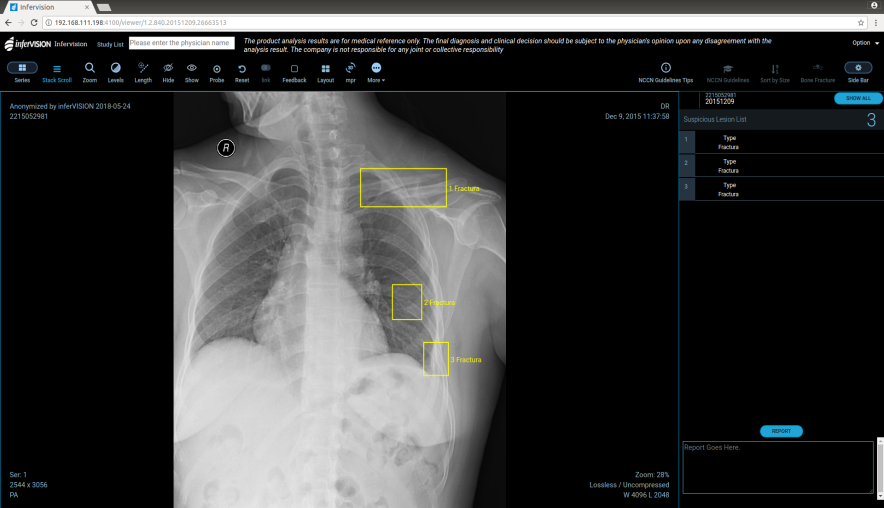 Infervision
192.168.111.198:4100/viewer/1.2.840.20151209.26663513
inferVISION Infervision Study List Please enter the physician name
The product analysis results are for medical reference only. The final diagnosis and clinical decision should be subject to the physician's opinion upon any disagreement with the
analysis result. The company is not responsible for any joint or collective responsibility
Option
Series Stack Scroll Zoom Levels Length Hide Show Probe Reset link Feedback Layout mpr More NCCN Guidelines Tips NCCN Guidelines Sort by Size Bone Fracture Side Bar
Anonymized by inferVISION 2018-05-24
2215052981
DR
Dec 9, 2015 11:37:58
R
1 Fractura
2 Fractura
3 Fractura
Ser: 1
2544 x 3056
PA
Zoom: 28%
Lossless / Uncompressed
W 4096 L 2048
2215052981
20151209
SHOW ALL
Suspicious Lesion List 3
1 Type
Fractura
2 Type
Fractura
3 Type
Fractura
REPORT
Report Goes Here.